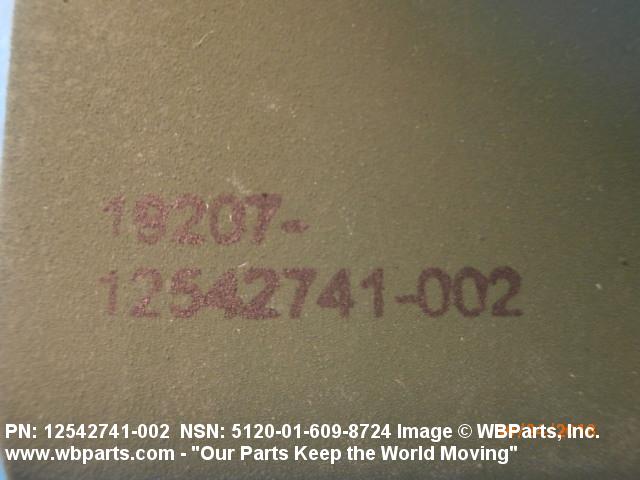 19207-
12542741-002
PN: 12542741-002 NSN: 5120-01-609-8724 Image © WBParts, Inc.
www.wbparts.com - "Our Parts Keep the World Moving"